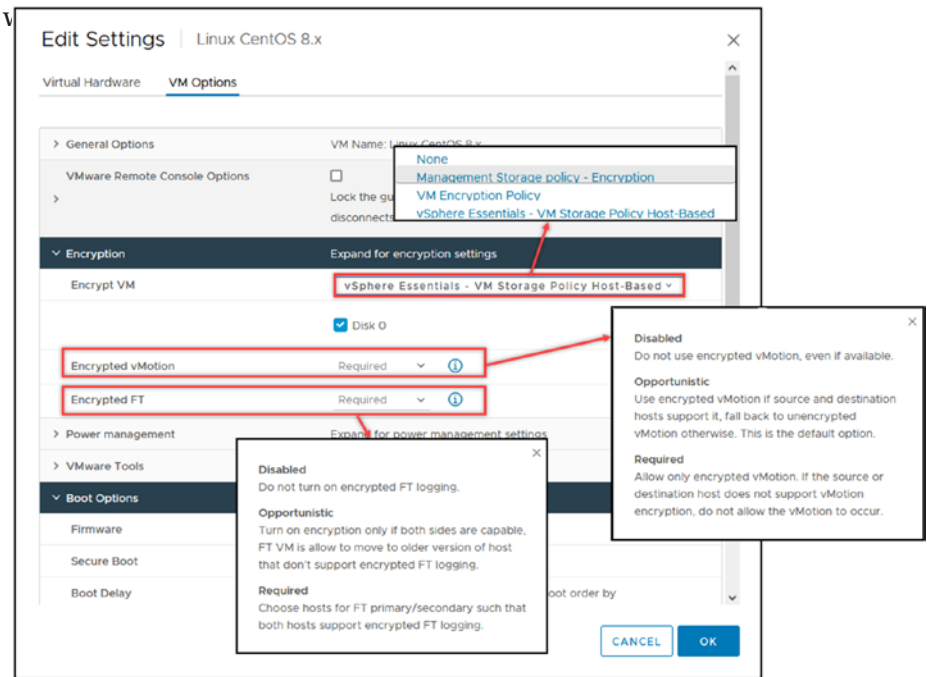 Edit Settings | Linux CentOS 8.x
Virtual Hardware VM Options
General Options VM Name: Linux CentOS 8.x
None
Management Storage policy - Encryption
VM Encryption Policy
vSphere Essentials - VM Storage Policy Host-Based
VMware Remote Console Options
Lock the gu
disconnects
Encryption Expand for encryption settings
Encrypt VM vSphere Essentials - VM Storage Policy Host-Based
Disk 0
Encrypted vMotion Required
Encrypted FT Required
Disabled
Do not use encrypted vMotion, even if available.
Opportunistic
Use encrypted vMotion if source and destination
hosts support it, fall back to unencrypted
vMotion otherwise. This is the default option.
Required
Allow only encrypted vMotion. If the source or
destination host does not support vMotion
encryption, do not allow the vMotion to occur.
Power management Expand for power management settings
VMware Tools
Disabled
Do not turn on encrypted FT logging.
Opportunistic
Turn on encryption only if both sides are capable,
FT VM is allow to move to older version of host
that don't support encrypted FT logging.
Required
Choose hosts for FT primary/secondary such that
both hosts support encrypted FT logging.
Boot Options
Firmware
Secure Boot
Boot Delay oot order by
CANCEL OK